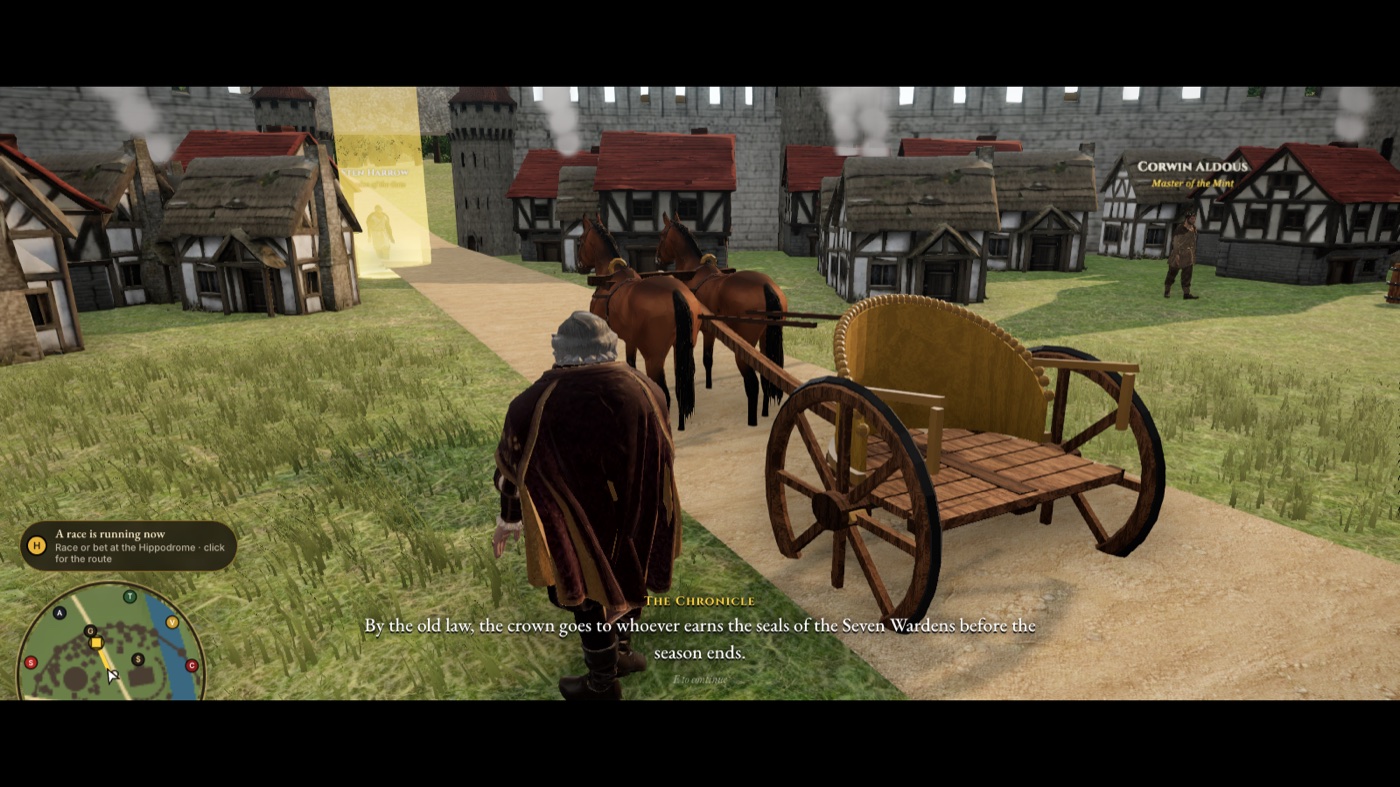 Corwin Aldous
Master of the Mint
H
A race is running now
Race or bet at the Hippodrome · click
for the route
T
A
V
G
S
S
C
The Chronicle
By the old law, the crown goes to whoever earns the seals of the Seven Wardens before the
season ends.
E to continue